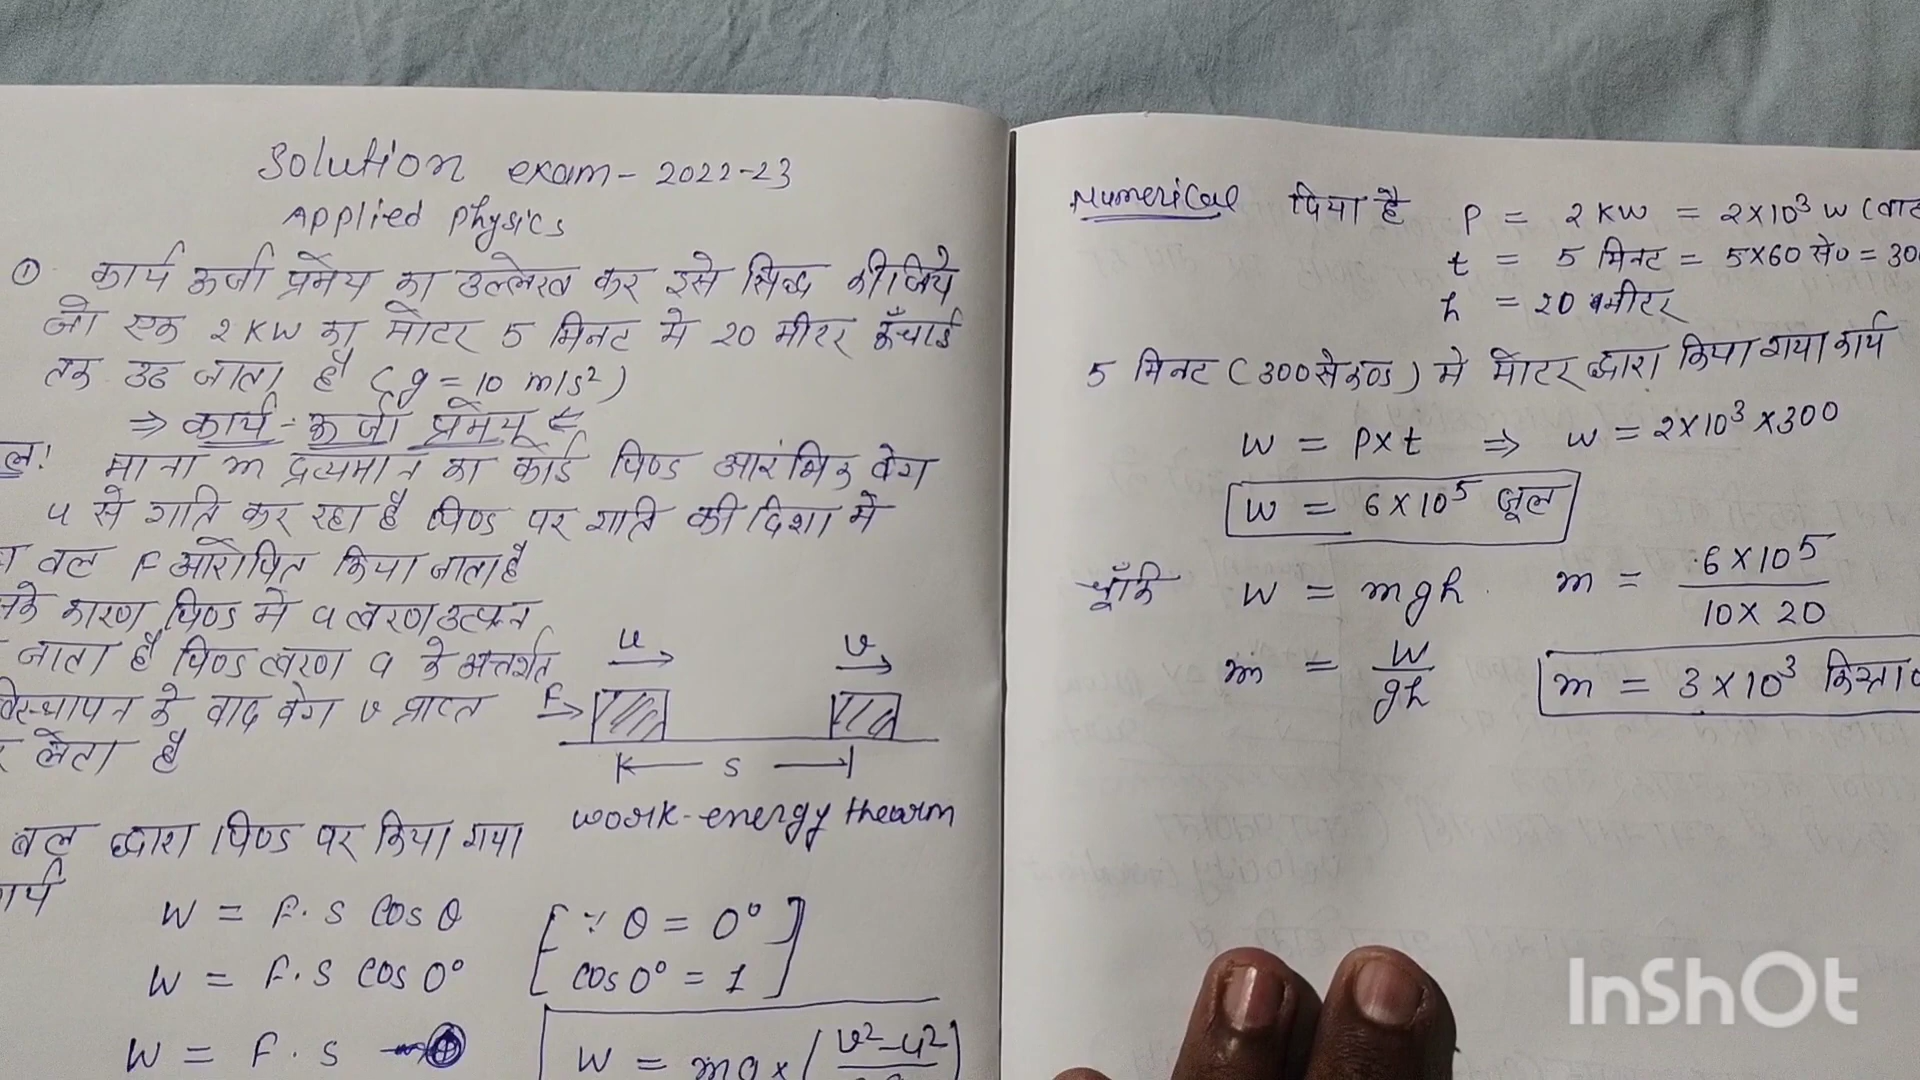 Solution exam - 2022-23
Applied Physics
① कार्य ऊर्जा प्रमेय का उल्लेख कर इसे सिद्ध कीजिये
जो एक 2 KW का मोटर 5 मिनट मे 20 मीटर ऊँचाई
तक उठ जाता है (g = 10 m/s²)
⇒ कार्य - ऊर्जा प्रमेय ⇐
माना m द्रव्यमान का कोई पिण्ड आरंभिक वेग
u से गति कर रहा है पिण्ड पर गति की दिशा मे
बल F आरोपित किया जाता है
कारण पिण्ड मे a त्वरण उत्पन्न
जाता है पिण्ड त्वरण a के अन्तर्गत
के बाद वेग v प्राप्त
लेता है
u v
F
s
work-energy thearm
बल द्वारा पिण्ड पर किया गया
W = F. S cos θ [∵ θ = 0°]
W = F. S cos 0° [cos 0° = 1]
W = F. S
W = ma × (v² - u²
Numerical दिया है P = 2 KW = 2×10³ W
t = 5 मिनट = 5×60 से० =
h = 20 मीटर
5 मिनट (300 सेकण्ड) मे मोटर द्वारा किया गया कार्य
W = P×t ⇒ W = 2×10³×300
W = 6×10⁵ जूल
चूँकि W = mgh. m = 6×10⁵ / 10×20
m = W / gh
m = 3×10³
InShOt